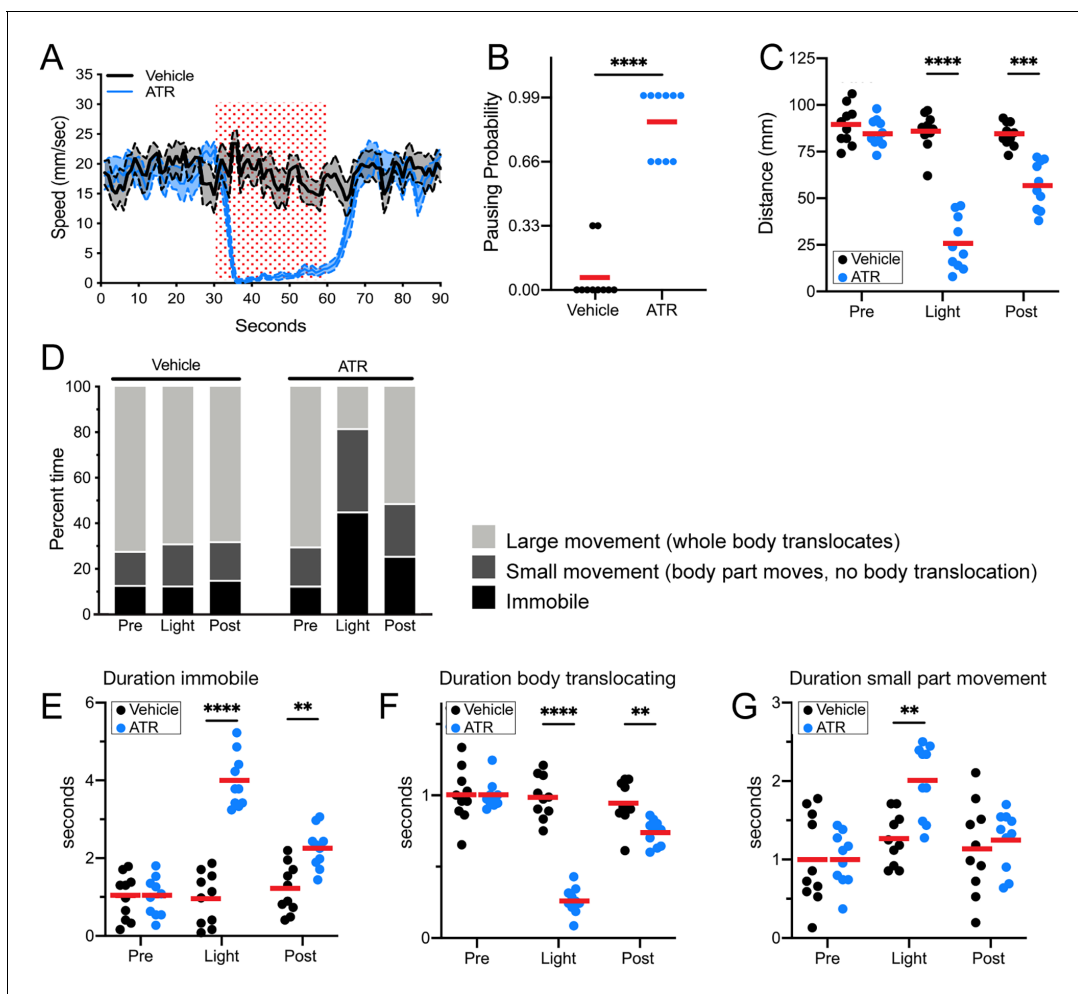 A
Vehicle
ATR
35
30
25
20
15
10
5
0
Speed (mm/sec)
0 10 20 30 40 50 60 70 80 90
Seconds
B
****
0.99
0.66
0.33
0.00
Pausing Probability
Vehicle ATR
C
**** ***
100
75
50
25
0
Distance (mm)
Vehicle
ATR
Pre Light Post
D
Vehicle ATR
100
80
60
40
20
0
Percent time
Pre Light Post Pre Light Post
Large movement (whole body translocates)
Small movement (body part moves, no body translocation)
Immobile
E
Duration immobile
Vehicle
ATR
**** **
6
4
2
0
seconds
Pre Light Post
F
Duration body translocating
Vehicle
ATR
**** **
1
0
seconds
Pre Light Post
G
Duration small part movement
Vehicle
ATR
**
3
2
1
0
seconds
Pre Light Post